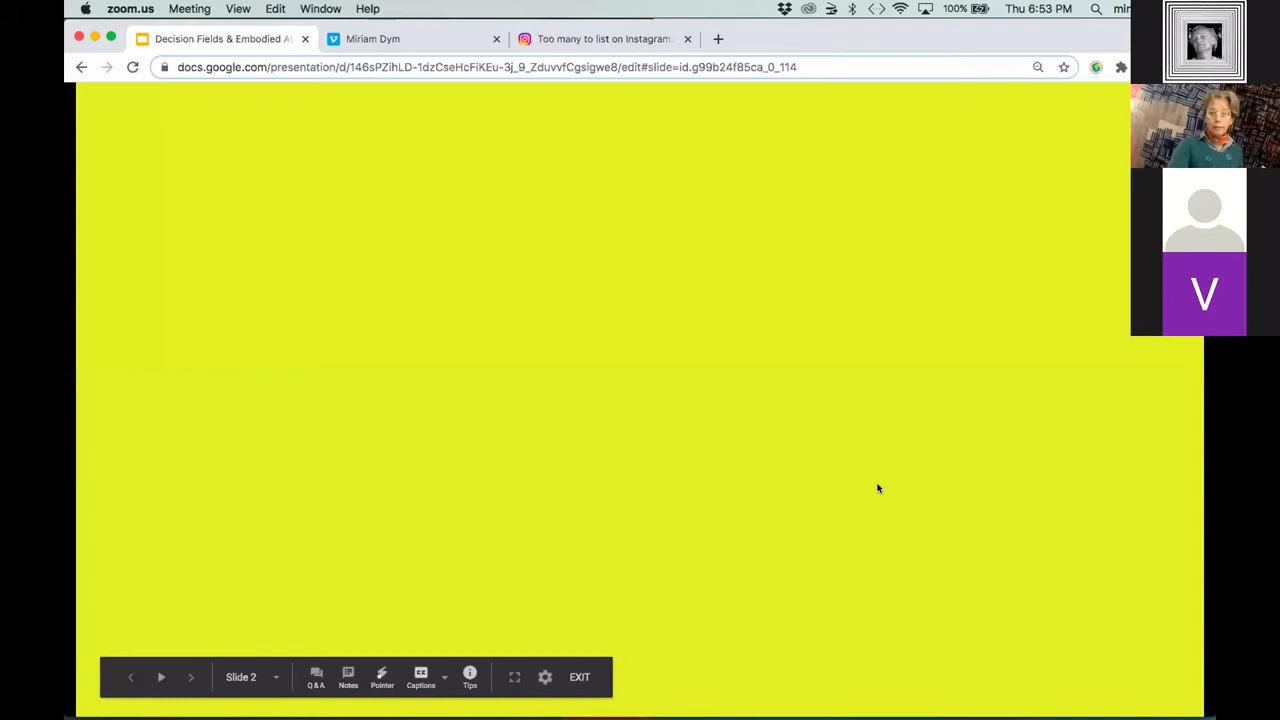 zoom.us Meeting View Edit Window Help 100% Thu 6:53 PM min
Decision Fields & Embodied Al Miriam Dym Too many to list on Instagram
docs.google.com/presentation/d/146sPZihLD-1dzCseHcFiKEu-3j_9_ZduvvfCgsigwe8/edit#slide=id.g99b24f85ca_0_114
V
Slide 2 Q & A Notes Pointer Captions Tips EXIT